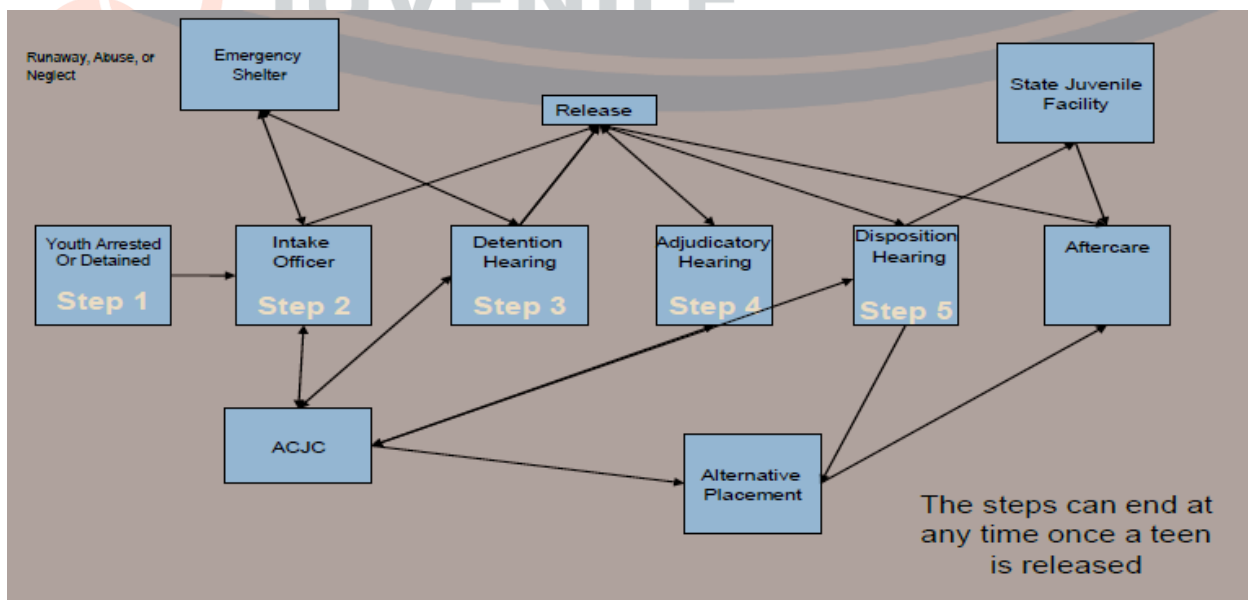 JUVENILE
Runaway, Abuse, or
Neglect
Emergency
Shelter
Release
State Juvenile
Facility
Youth Arrested
Or Detained
Step 1
Intake
Officer
Step 2
Detention
Hearing
Step 3
Adjudicatory
Hearing
Step 4
Disposition
Hearing
Step 5
Aftercare
ACJC
Alternative
Placement
The steps can end at
any time once a teen
is released